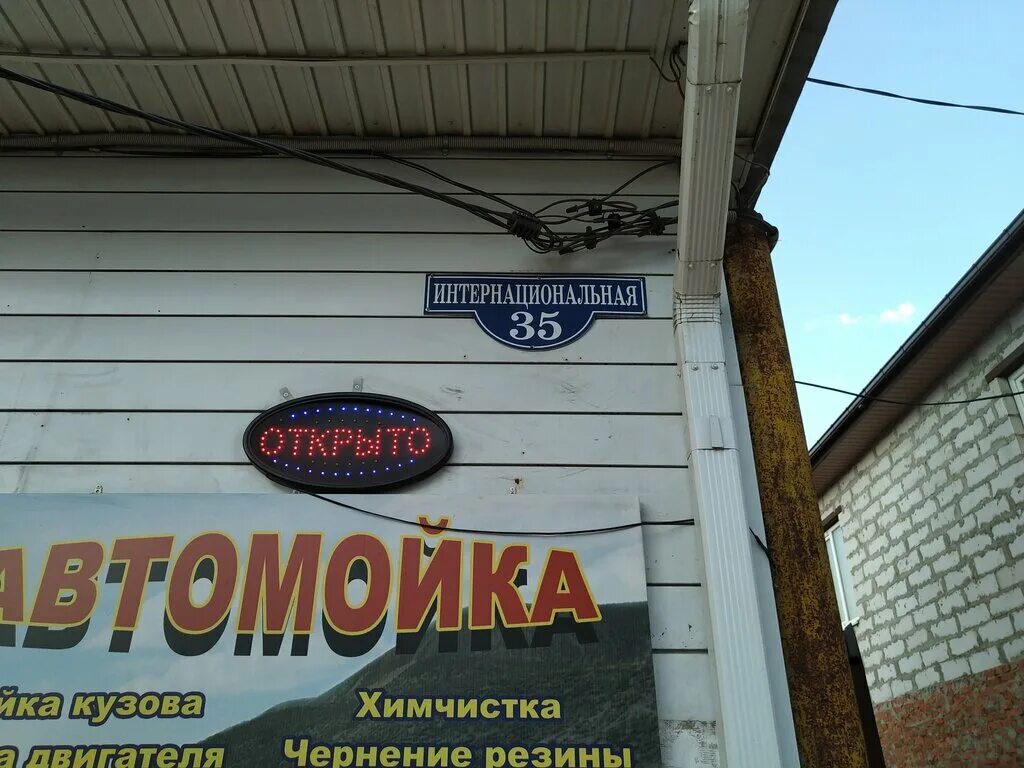 ИНТЕРНАЦИОНАЛЬНАЯ
35
ОТКРЫТО
АВТОМОЙКА
йка кузова
Химчистка
а двигателя
Чернение резины